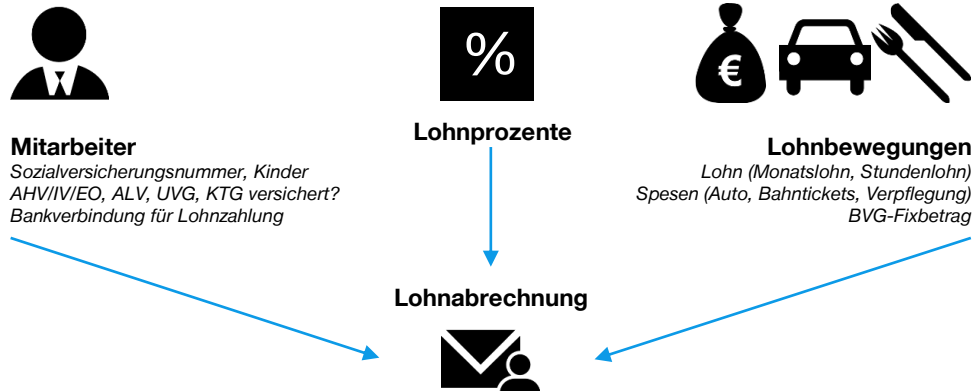 %
€
Lohnprozente
Mitarbeiter
Sozialversicherungsnummer, Kinder
AHV/IV/EO, ALV, UVG, KTG versichert?
Bankverbindung für Lohnzahlung
Lohnbewegungen
Lohn (Monatslohn, Stundenlohn)
Spesen (Auto, Bahntickets, Verpflegung)
BVG-Fixbetrag
Lohnabrechnung